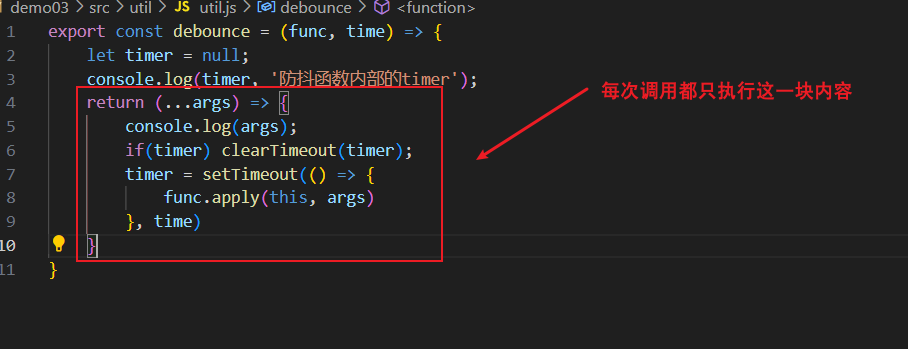 demo03 > src > util > JS util.js > debounce > <function>
1 export const debounce = (func, time) => {
2 let timer = null;
3 console.log(timer, '防抖函数内部的timer');
4 return (...args) => {
5 console.log(args);
6 if(timer) clearTimeout(timer);
7 timer = setTimeout(() => {
8 func.apply(this, args)
9 }, time)
10 }
11 }
每次调用都只执行这一块内容